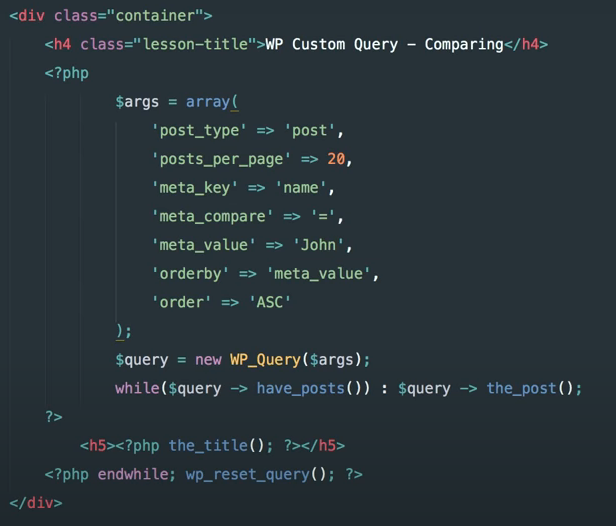 <div class="container">
<h4 class="lesson-title">WP Custom Query - Comparing</h4>
<?php
$args = array(
'post_type' => 'post',
'posts_per_page' => 20,
'meta_key' => 'name',
'meta_compare' => '=',
'meta_value' => 'John',
'orderby' => 'meta_value',
'order' => 'ASC'
);
$query = new WP_Query($args);
while($query -> have_posts()) : $query -> the_post();
?>
<h5><?php the_title(); ?></h5>
<?php endwhile; wp_reset_query(); ?>
</div>